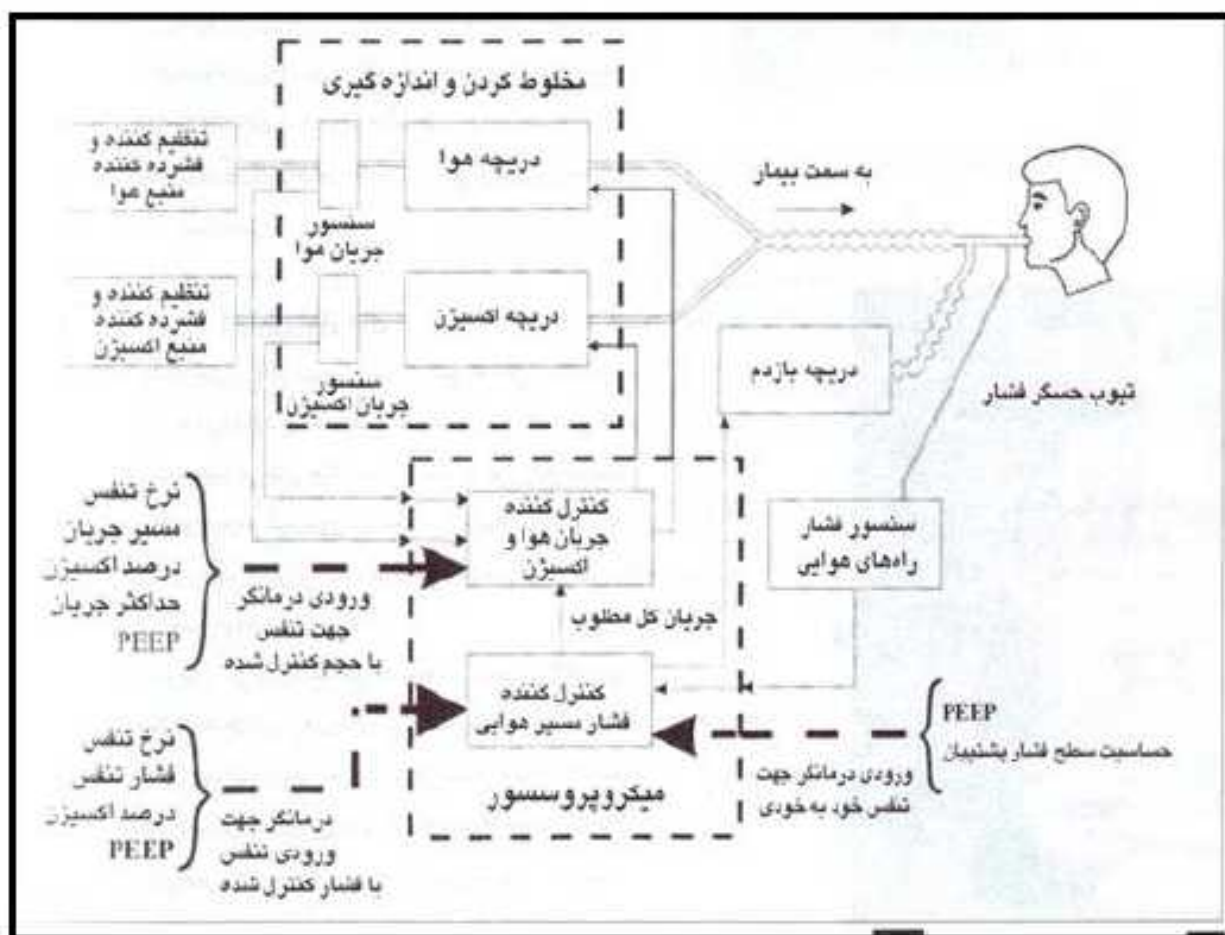 مخلوط کردن و اندازه گیری
تنظیم کننده و
فشرده کننده
منبع هوا
دریچه هوا
سنسور
جریان هوا
به سمت بیمار
تنظیم کننده و
فشرده کننده
منبع اکسیژن
دریچه اکسیژن
سنسور
جریان اکسیژن
دریچه بازدم
تیوب حسگر فشار
نرخ تنفس
مسیر جریان
درصد اکسیژن
حداکثر جریان
PEEP
ورودی درمانگر
جهت تنفس
با حجم کنترل شده
کنترل کننده
جریان هوا و
اکسیژن
سنسور فشار
راه‌های هوایی
جریان کل مطلوب
کنترل کننده
فشار مسیر هوایی
میکروپروسسور
PEEP
حساسیت سطح فشار پشتیبان
ورودی درمانگر جهت
تنفس خود به خودی
نرخ تنفس
فشار تنفس
درصد اکسیژن
PEEP
درمانگر جهت
ورودی تنفس
با فشار کنترل شده